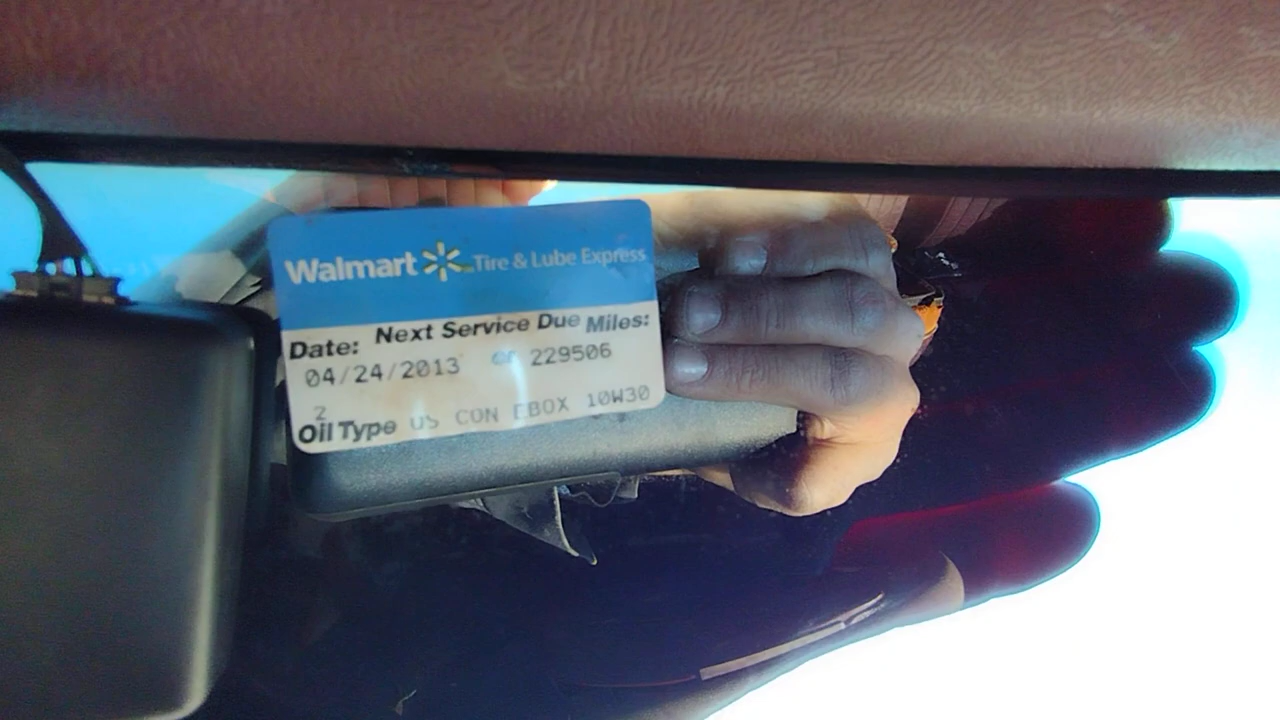 Walmart Tire & Lube Express
Next Service Due
Date: Miles:
04/24/2013 or 229506
2
Oil Type US CON EBOX 10W30